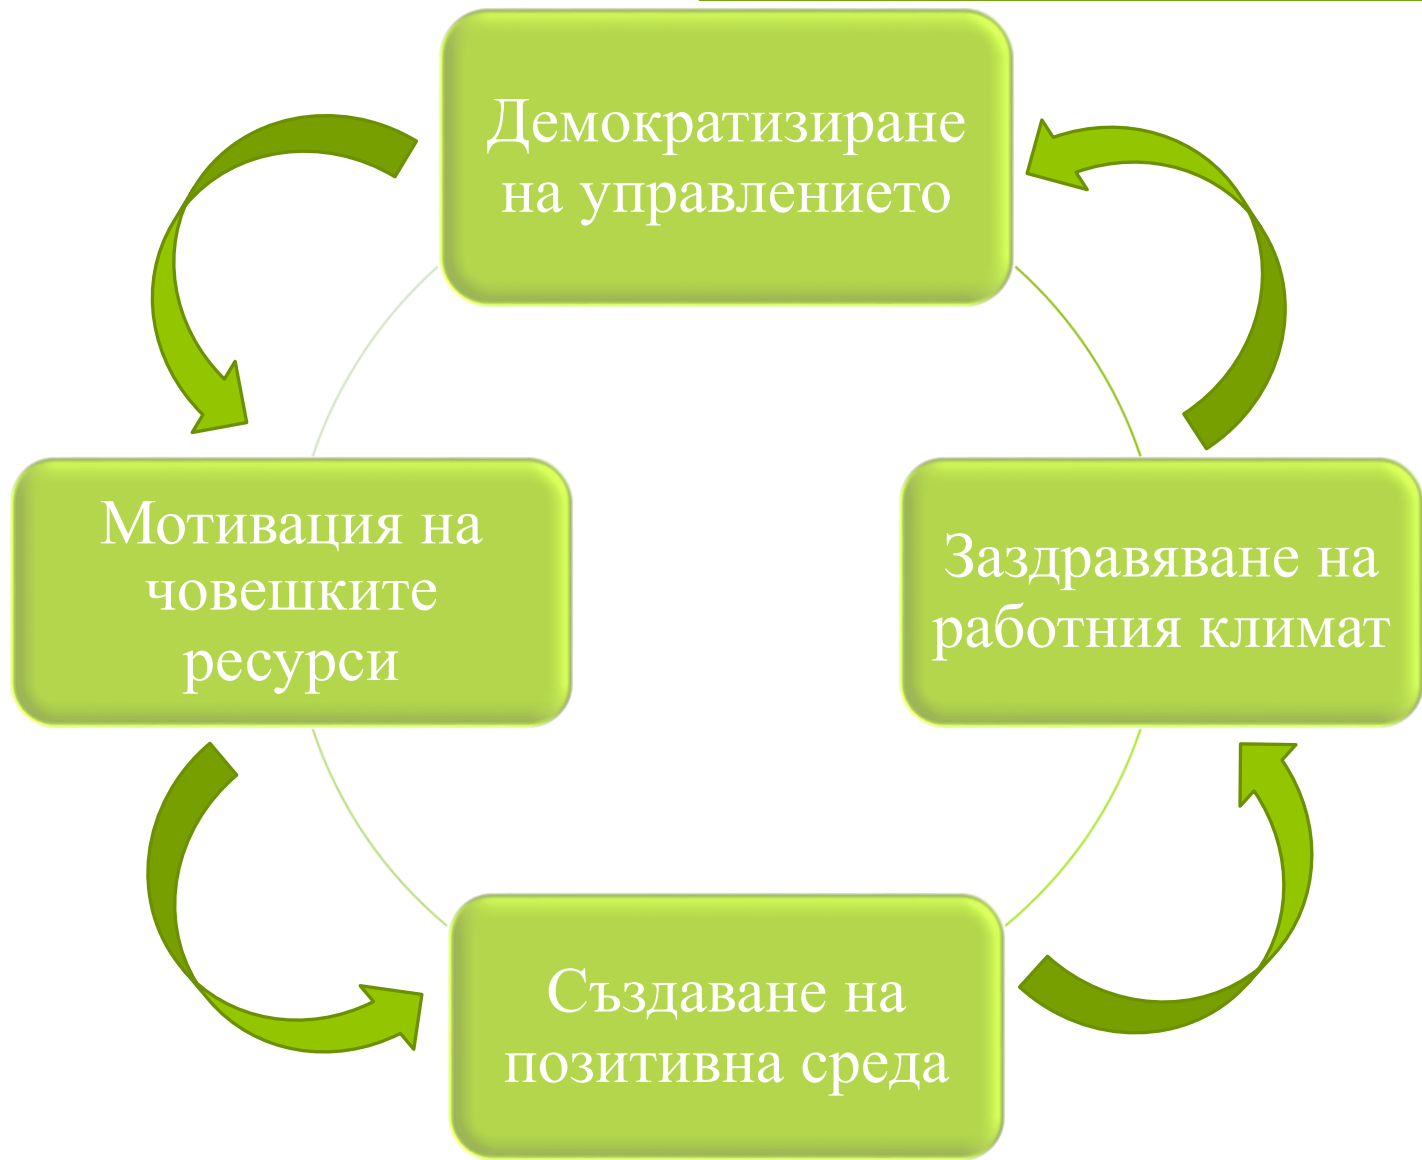 Демократизиране
на управлението
Мотивация на
човешките
ресурси
Заздравяване на
работния климат
Създаване на
позитивна среда